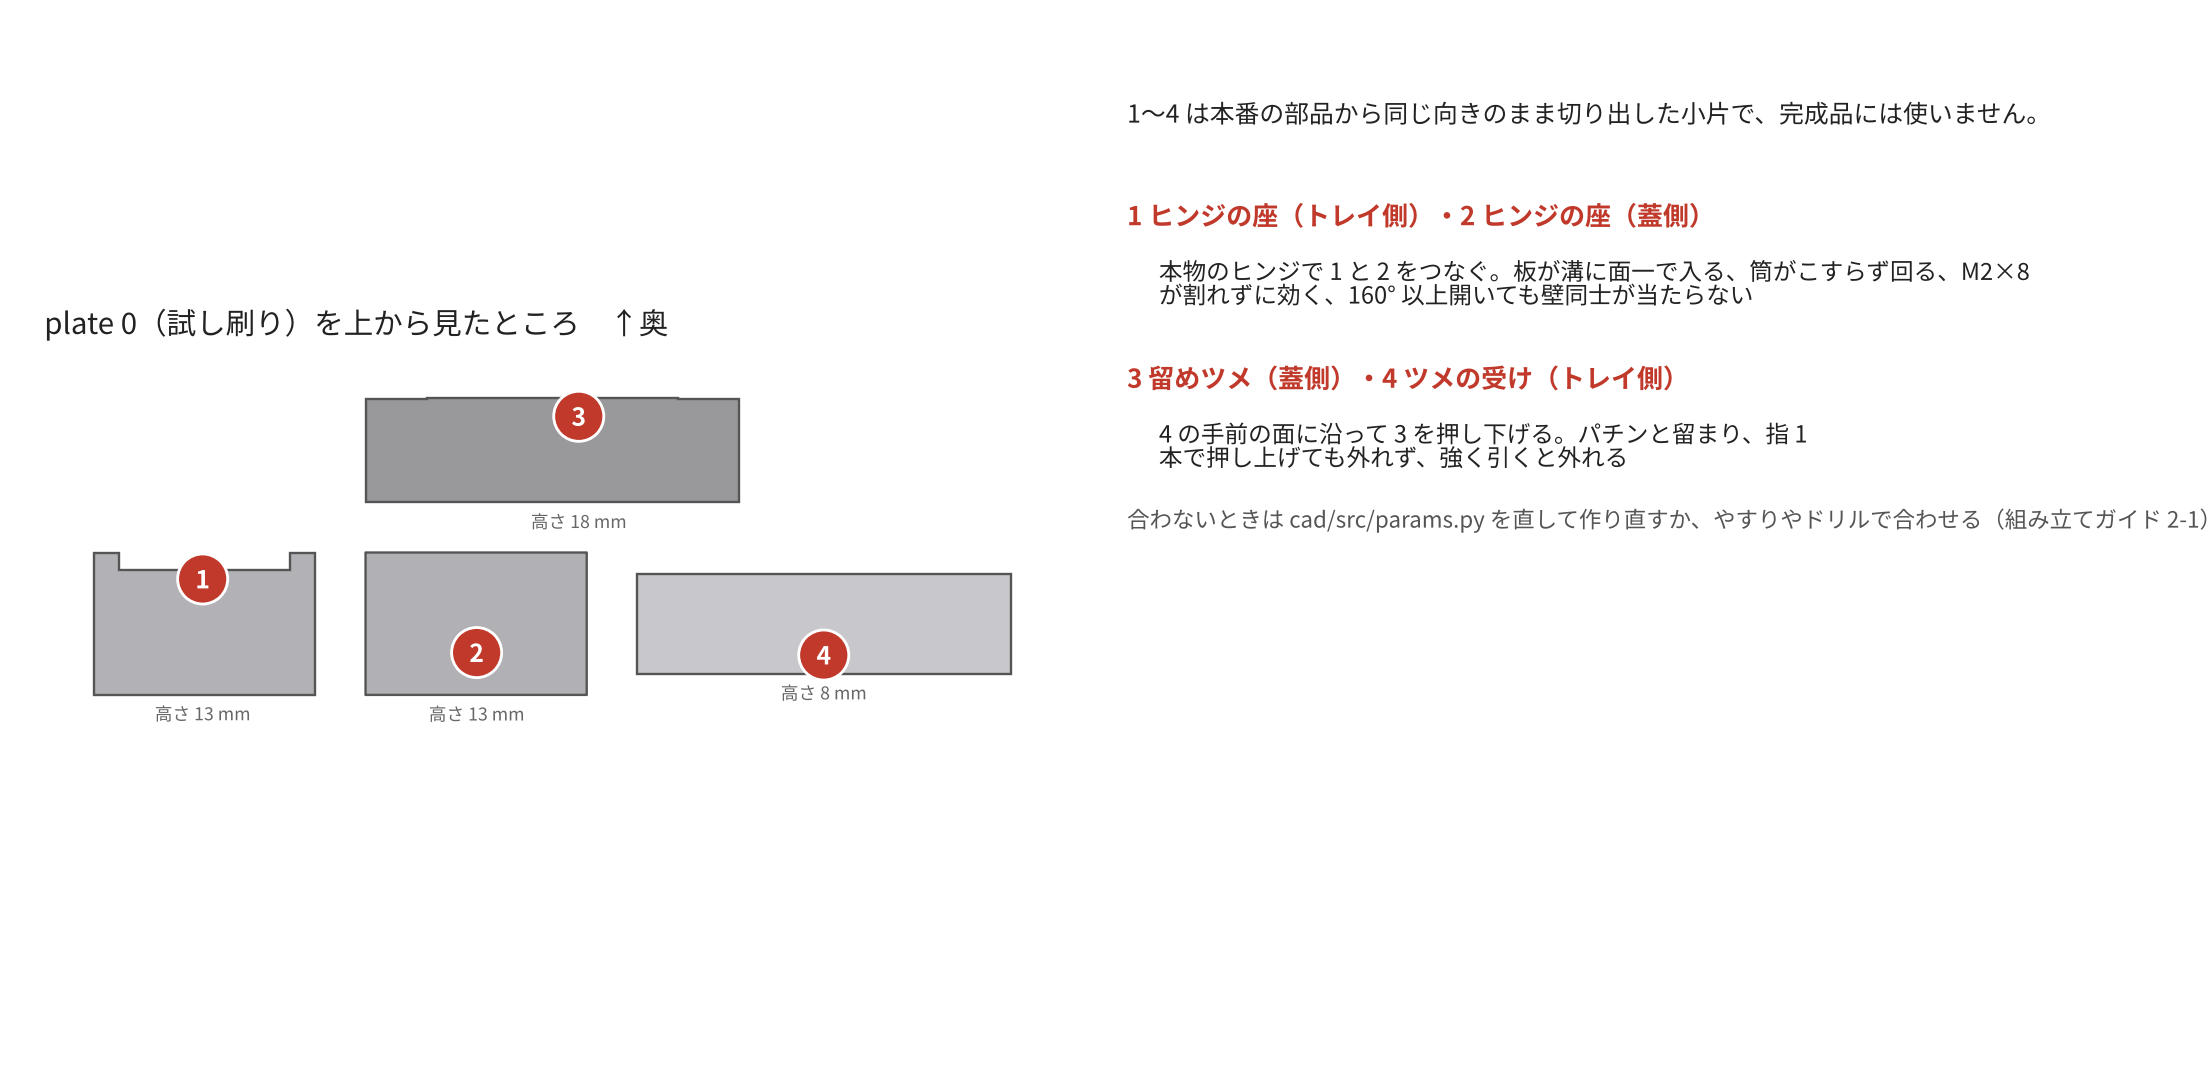 plate 0（試し刷り）を上から見たところ　↑奥
3
高さ 18 mm
1
2
4
高さ 13 mm
高さ 13 mm
高さ 8 mm
1〜4 は本番の部品から同じ向きのまま切り出した小片で、完成品には使いません。
1 ヒンジの座（トレイ側）・2 ヒンジの座（蓋側）
本物のヒンジで 1 と 2 をつなぐ。板が溝に面一で入る、筒がこすらず回る、M2×8
が割れずに効く、160° 以上開いても壁同士が当たらない
3 留めツメ（蓋側）・4 ツメの受け（トレイ側）
4 の手前の面に沿って 3 を押し下げる。パチンと留まり、指 1
本で押し上げても外れず、強く引くと外れる
合わないときは cad/src/params.py を直して作り直すか、やすりやドリルで合わせる（組み立てガイド 2-1）